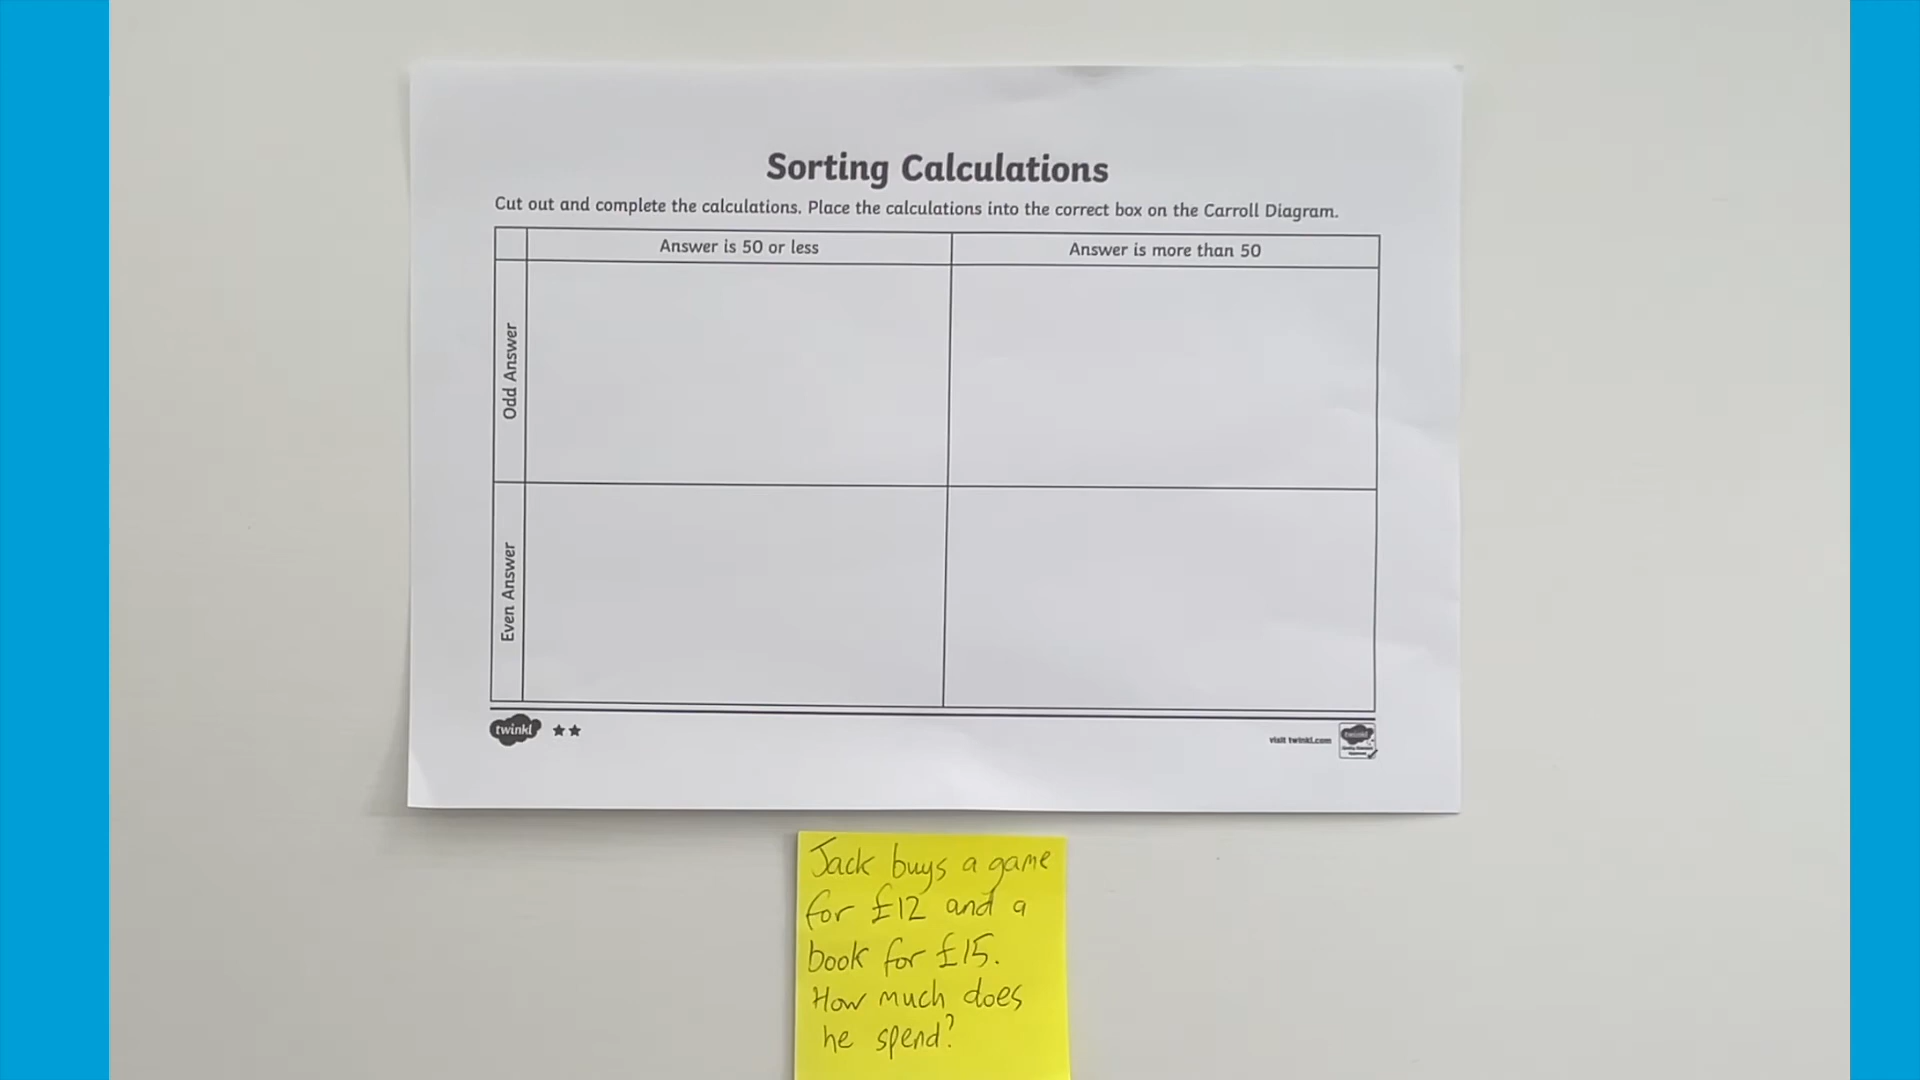 Sorting Calculations
Cut out and complete the calculations. Place the calculations into the correct box on the Carroll Diagram.
Answer is 50 or less
Answer is more than 50
Odd Answer
Even Answer
twinkl
visit twinkl.com
twinkl
Jack buys a game
for £12 and a
book for £15.
How much does
he spend?